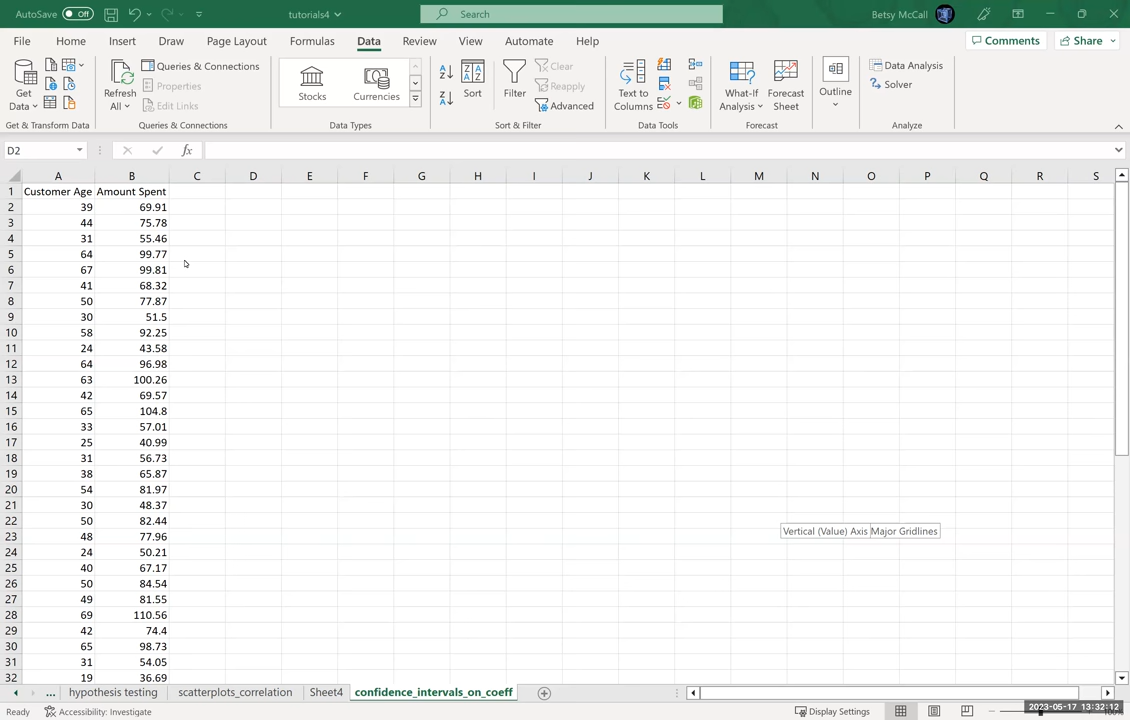 AutoSave Off tutorials4 Search Betsy McCall
File Home Insert Draw Page Layout Formulas Data Review View Automate Help Comments Share
Get Data
Queries & Connections
Properties
Edit Links
Refresh All
Stocks Currencies
Sort
Filter
Clear
Reapply
Advanced
Text to Columns
What-If Analysis
Forecast Sheet
Outline
Data Analysis
Solver
Get & Transform Data Queries & Connections Data Types Sort & Filter Data Tools Forecast Analyze
D2 fx
A B C D E F G H I J K L M N O P Q R S
1 Customer Age Amount Spent
2 39 69.91
3 44 75.78
4 31 55.46
5 64 99.77
6 67 99.81
7 41 68.32
8 50 77.87
9 30 51.5
10 58 92.25
11 24 43.58
12 64 96.98
13 63 100.26
14 42 69.57
15 65 104.8
16 33 57.01
17 25 40.99
18 31 56.73
19 38 65.87
20 54 81.97
21 30 48.37
22 50 82.44
23 48 77.96
24 24 50.21
25 40 67.17
26 50 84.54
27 49 81.55
28 69 110.56
29 42 74.4
30 65 98.73
31 31 54.05
32 19 36.69
Vertical (Value) Axis Major Gridlines
... hypothesis testing scatterplots_correlation Sheet4 confidence_intervals_on_coeff
Ready Accessibility: Investigate Display Settings
2023-05-17 13:32:12